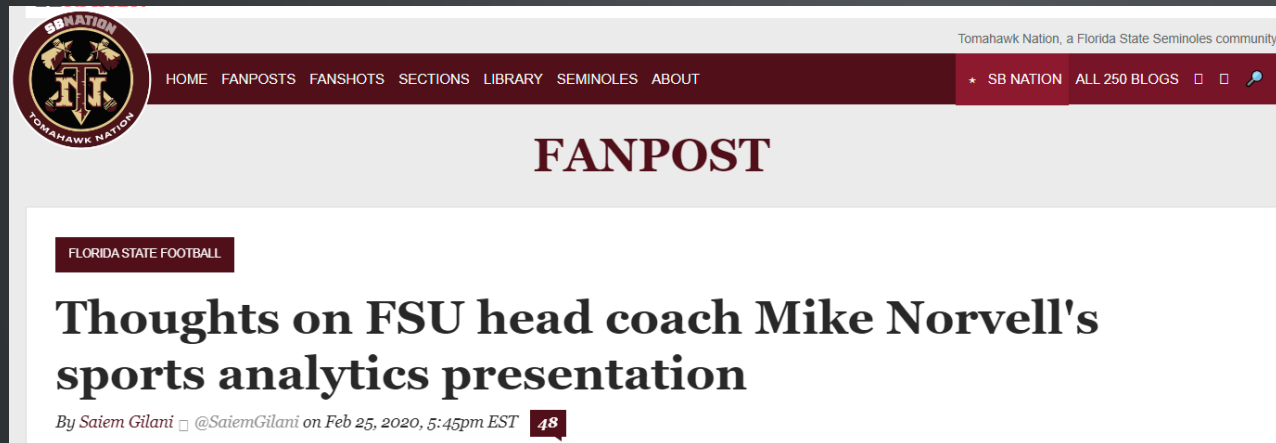 SBNATION
TOMAHAWK NATION
Tomahawk Nation, a Florida State Seminoles community
HOME FANPOSTS FANSHOTS SECTIONS LIBRARY SEMINOLES ABOUT
SB NATION ALL 250 BLOGS
FANPOST
FLORIDA STATE FOOTBALL
Thoughts on FSU head coach Mike Norvell's
sports analytics presentation
By Saiem Gilani @SaiemGilani on Feb 25, 2020, 5:45pm EST 48